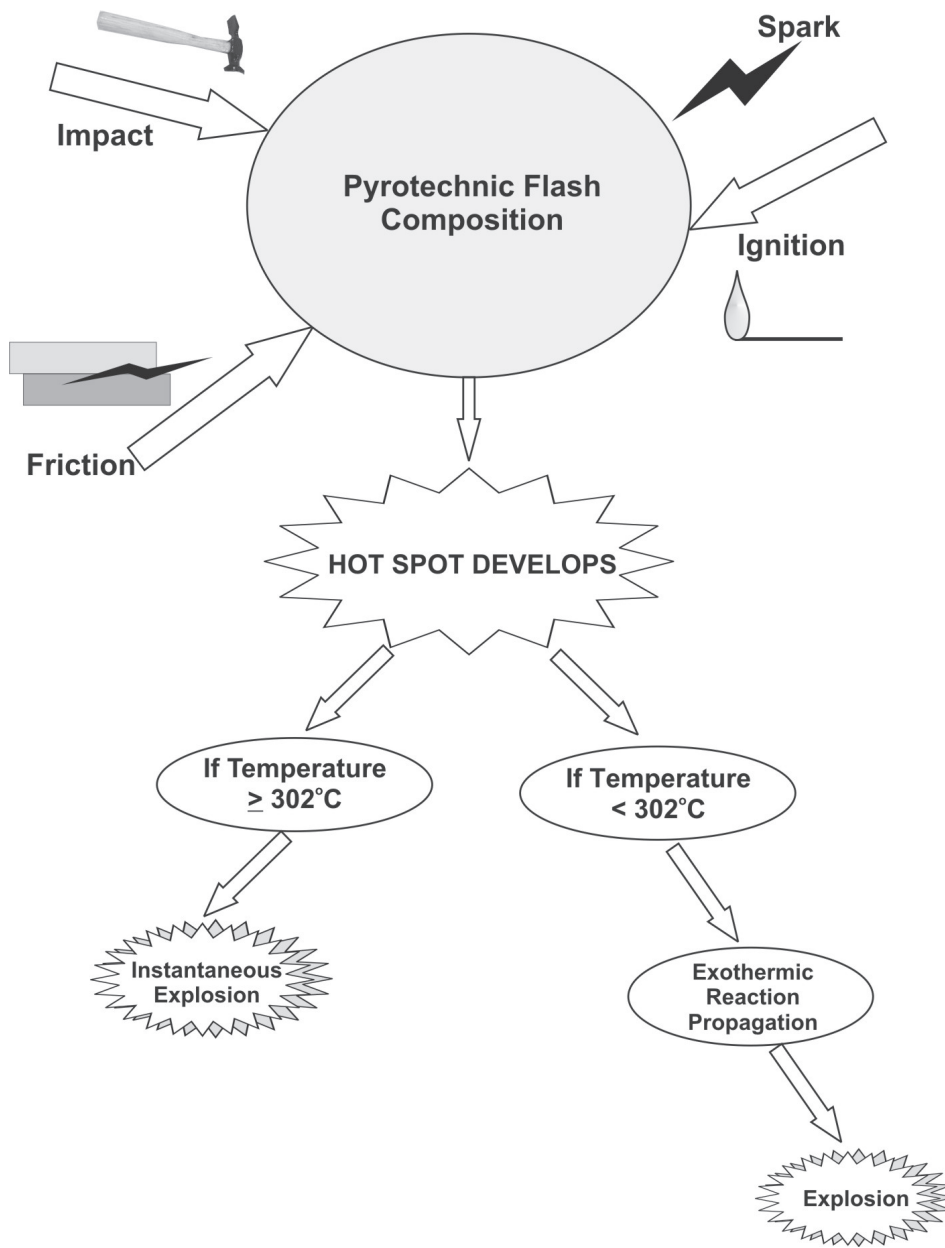 Spark
Impact
Pyrotechnic Flash
Composition
Ignition
Friction
HOT SPOT DEVELOPS
If Temperature
≥ 302°C
If Temperature
< 302°C
Instantaneous
Explosion
Exothermic
Reaction
Propagation
Explosion